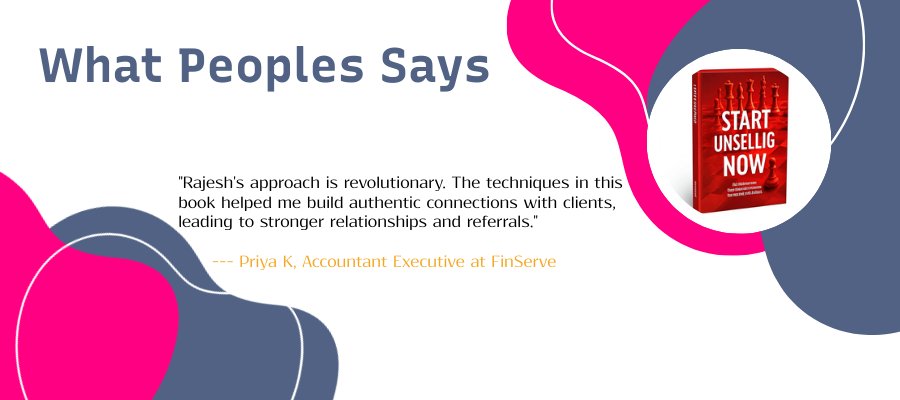 What Peoples Says
"Rajesh's approach is revolutionary. The techniques in this
book helped me build authentic connections with clients,
leading to stronger relationships and referrals."
--- Priya K, Accountant Executive at FinServe
START
UNSELLIG
NOW